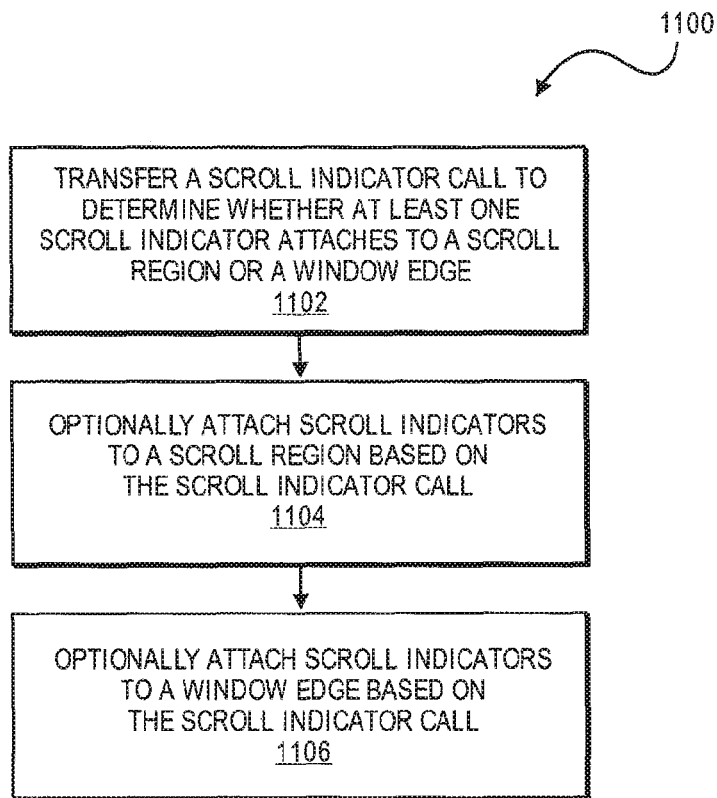 1100
TRANSFER A SCROLL INDICATOR CALL TO
DETERMINE WHETHER AT LEAST ONE
SCROLL INDICATOR ATTACHES TO A SCROLL
REGION OR A WINDOW EDGE
1102
OPTIONALLY ATTACH SCROLL INDICATORS
TO A SCROLL REGION BASED ON
THE SCROLL INDICATOR CALL
1104
OPTIONALLY ATTACH SCROLL INDICATORS
TO A WINDOW EDGE BASED ON
THE SCROLL INDICATOR CALL
1106